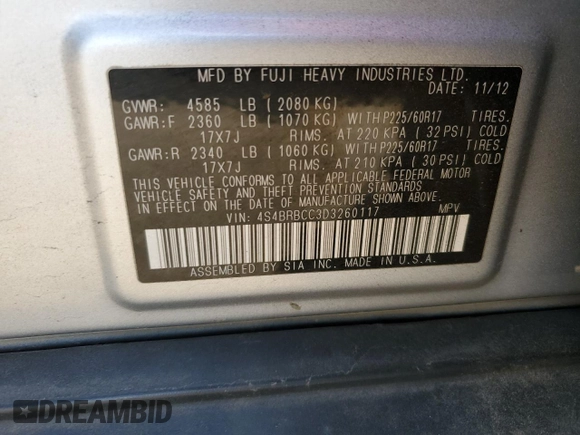 MFD BY FUJI HEAVY INDUSTRIES LTD.
DATE: 11/12
GVWR: 4585 LB ( 2080 KG)
GAWR:F 2360 LB ( 1070 KG) WITH P225/60R17 TIRES.
17X7J RIMS. AT 220 KPA ( 32 PSI) COLD
GAWR:R 2340 LB ( 1060 KG) WITH P225/60R17 TIRES.
17X7J RIMS. AT 210 KPA ( 30 PSI) COLD
THIS VEHICLE CONFORMS TO ALL APPLICABLE FEDERAL MOTOR
VEHICLE SAFETY AND THEFT PREVENTION STANDARDS
IN EFFECT ON THE DATE OF MANUFACTURE SHOWN ABOVE.
VIN: 4S4BRBCC3D3260117 MPV
ASSEMBLED BY SIA INC. MADE IN U.S.A.
DREAMBID